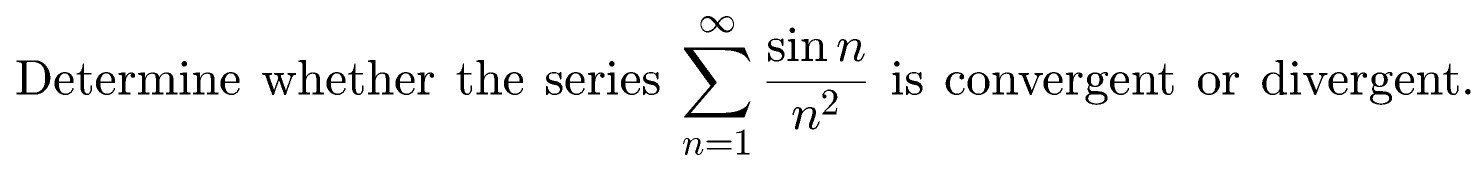 Determine whether the series $\sum_{n=1}^{\infty} \frac{\sin n}{n^2}$ is convergent or divergent.